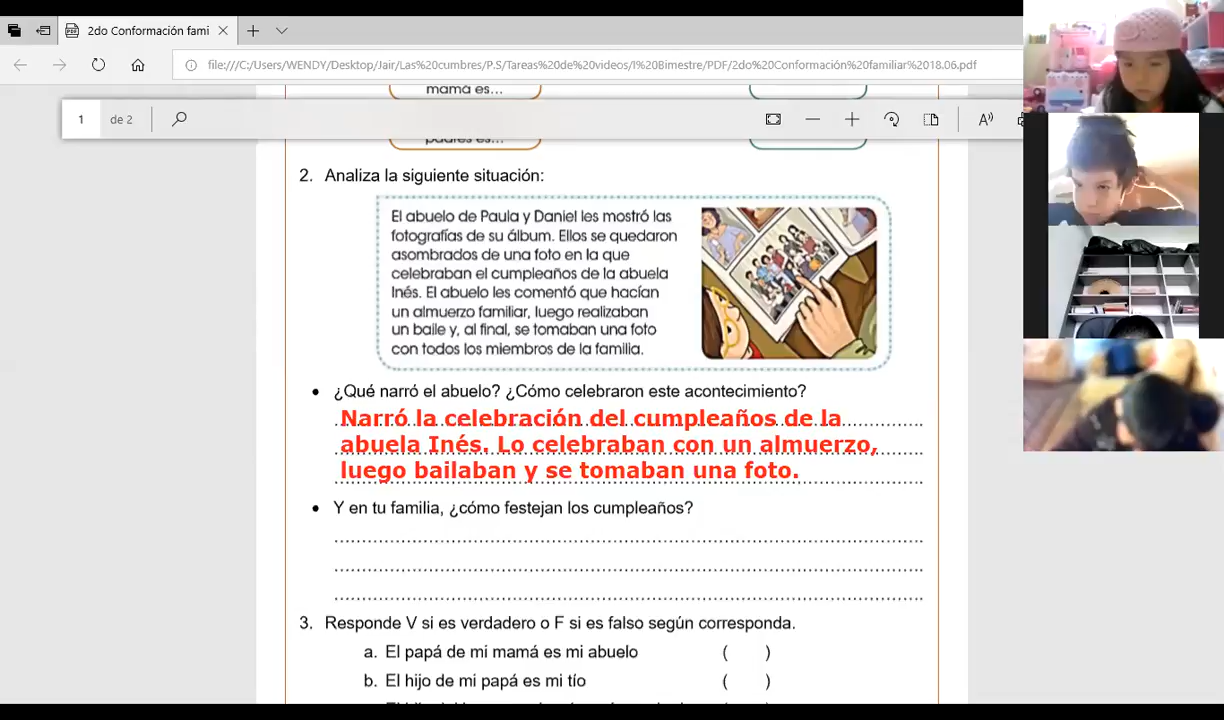 2do Conformación fami
file:///C:/Users/WENDY/Desktop/Jair/Las%20cumbres/P.S/Tareas%20de%20videos/I%20Bimestre/PDF/2do%20Conformación%20familiar%2018.06.pdf
mamá es...
1 de 2
padres es...
2. Analiza la siguiente situación:
El abuelo de Paula y Daniel les mostró las
fotografías de su álbum. Ellos se quedaron
asombrados de una foto en la que
celebraban el cumpleaños de la abuela
Inés. El abuelo les comentó que hacían
un almuerzo familiar, luego realizaban
un baile y, al final, se tomaban una foto
con todos los miembros de la familia.
• ¿Qué narró el abuelo? ¿Cómo celebraron este acontecimiento?
Narró la celebración del cumpleaños de la
abuela Inés. Lo celebraban con un almuerzo,
luego bailaban y se tomaban una foto.
• Y en tu familia, ¿cómo festejan los cumpleaños?
3. Responde V si es verdadero o F si es falso según corresponda.
a. El papá de mi mamá es mi abuelo ( )
b. El hijo de mi papá es mi tío ( )